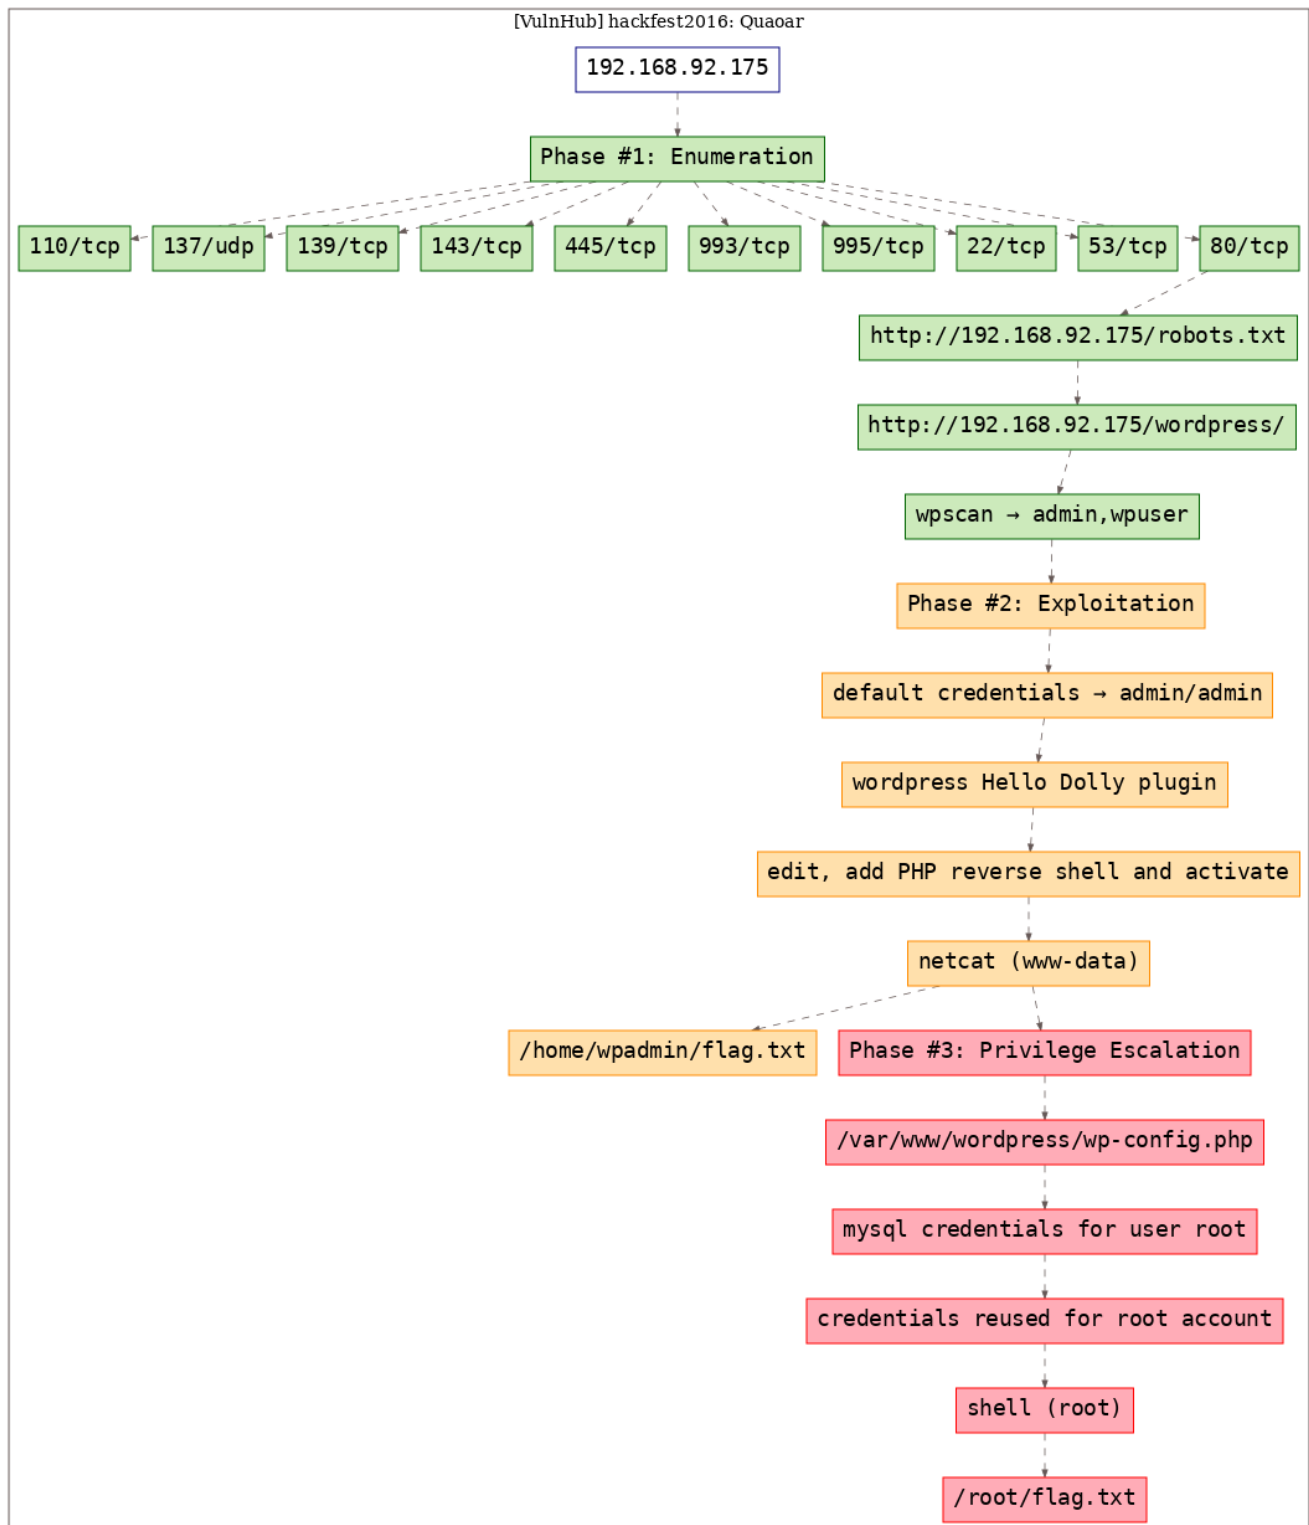 [VulnHub] hackfest2016: Quaoar
192.168.92.175
Phase #1: Enumeration
110/tcp
137/udp
139/tcp
143/tcp
445/tcp
993/tcp
995/tcp
22/tcp
53/tcp
80/tcp
http://192.168.92.175/robots.txt
http://192.168.92.175/wordpress/
wpscan → admin,wpuser
Phase #2: Exploitation
default credentials → admin/admin
wordpress Hello Dolly plugin
edit, add PHP reverse shell and activate
netcat (www-data)
/home/wpadmin/flag.txt
Phase #3: Privilege Escalation
/var/www/wordpress/wp-config.php
mysql credentials for user root
credentials reused for root account
shell (root)
/root/flag.txt